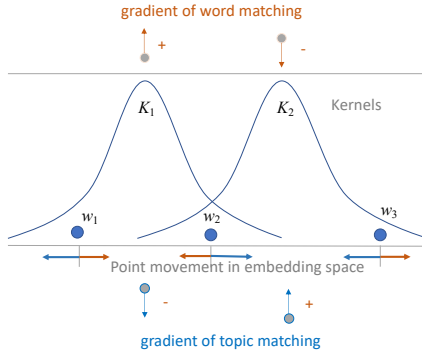 gradient of word matching
+ -
K1 K2 Kernels
w1 w2 w3
Point movement in embedding space
- +
gradient of topic matching